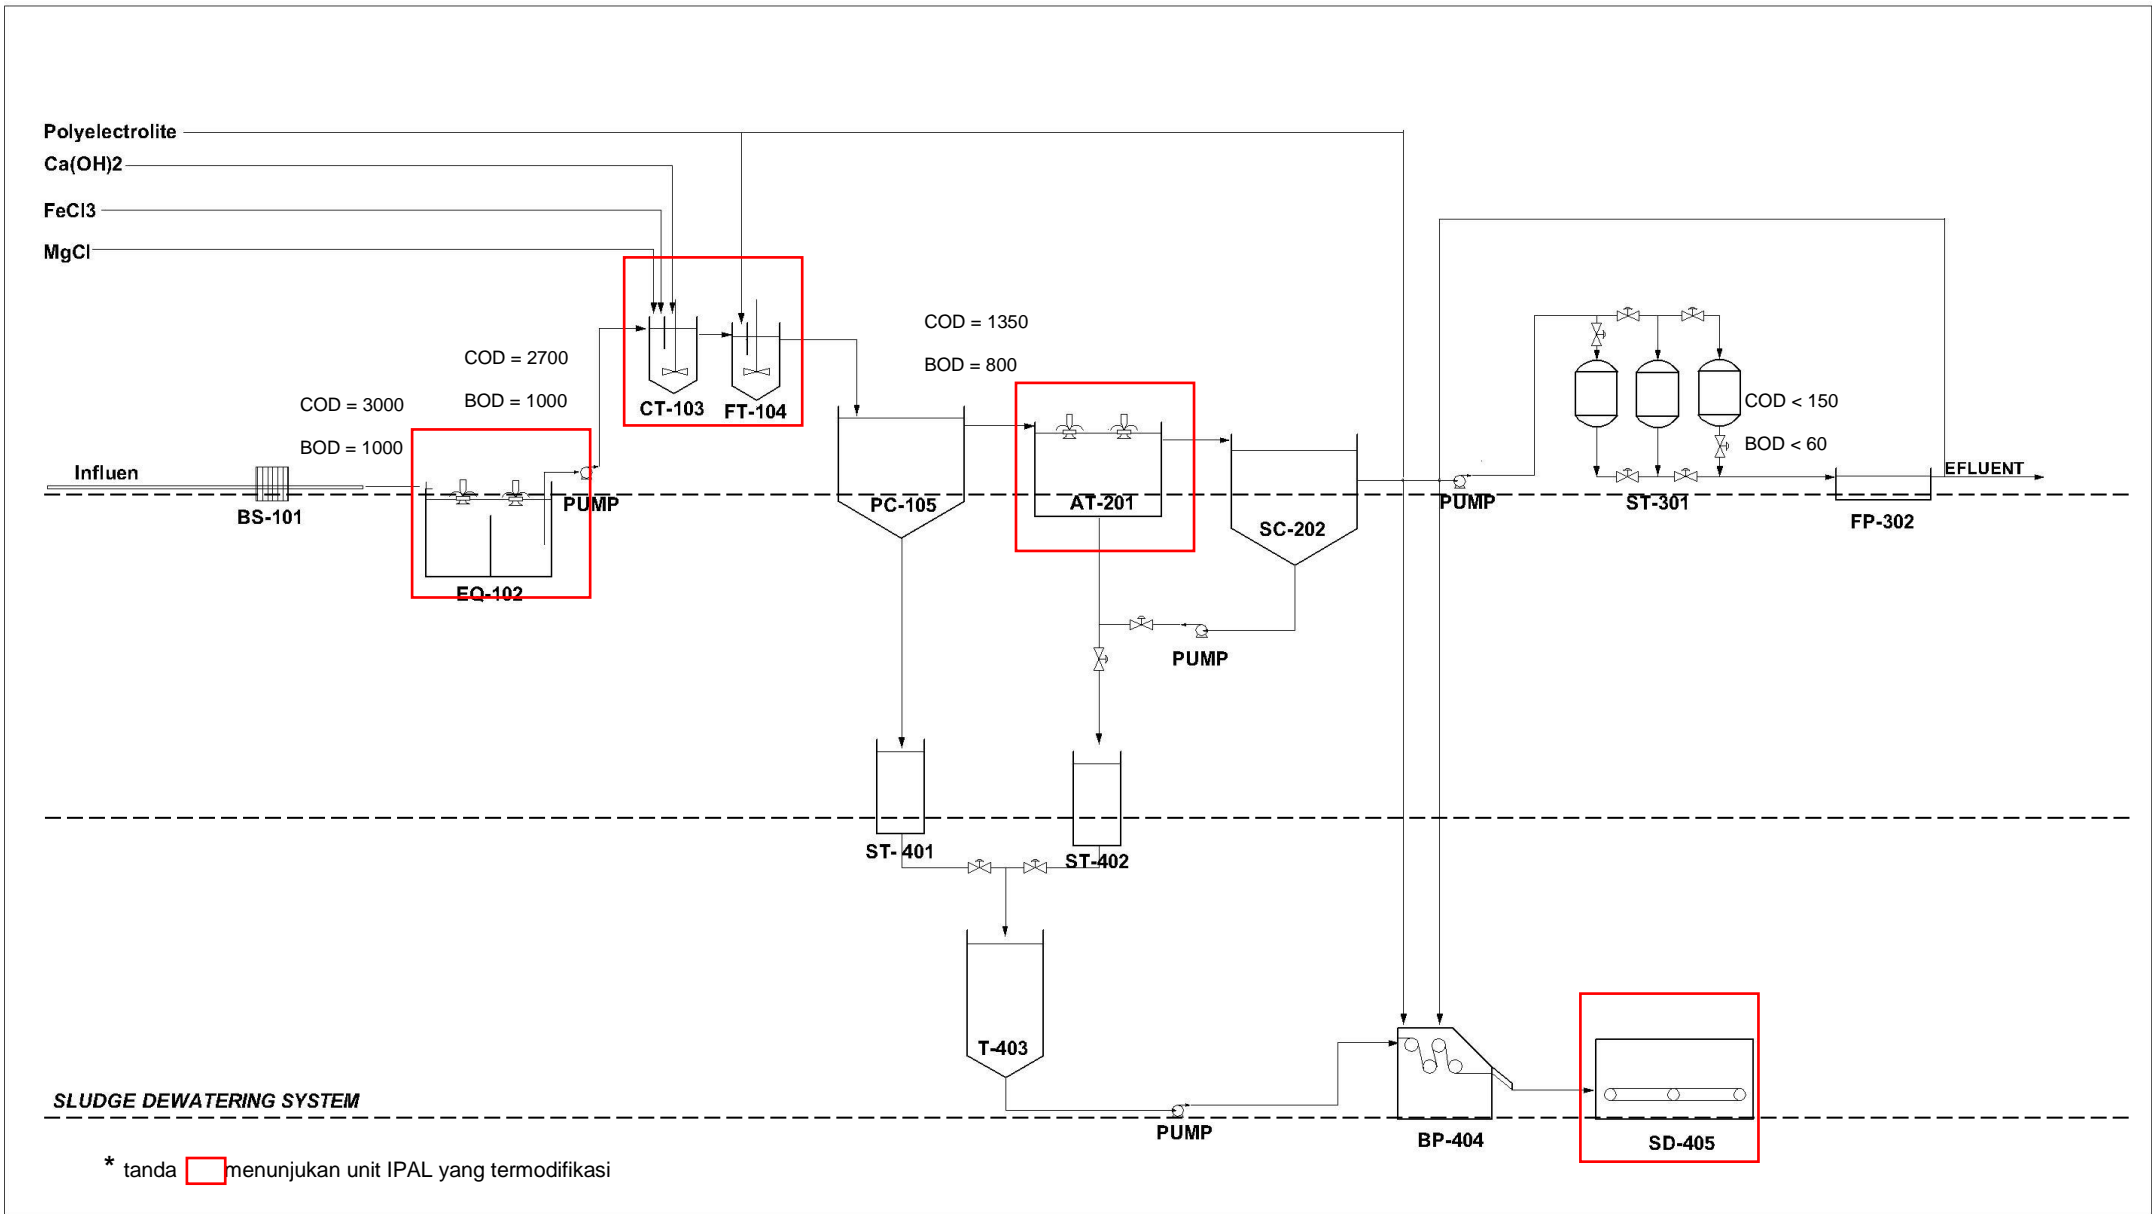 Polyelectrolite
Ca(OH)2
FeCl3
MgCl
COD = 3000
BOD = 1000
COD = 2700
BOD = 1000
COD = 1350
BOD = 800
COD < 150
BOD < 60
Influen
BS-101
EQ-102
PUMP
CT-103
FT-104
PC-105
AT-201
SC-202
PUMP
PUMP
ST-301
FP-302
EFLUENT
ST- 401
ST-402
T-403
SLUDGE DEWATERING SYSTEM
PUMP
BP-404
SD-405
* tanda menunjukan unit IPAL yang termodifikasi